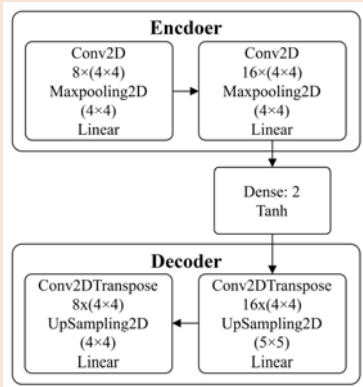 Encdoer
Conv2D
8×(4×4)
Maxpooling2D
(4×4)
Linear
Conv2D
16×(4×4)
Maxpooling2D
(4×4)
Linear
Dense: 2
Tanh
Decoder
Conv2DTranspose
8x(4×4)
UpSampling2D
(4×4)
Linear
Conv2DTranspose
16x(4×4)
UpSampling2D
(5×5)
Linear